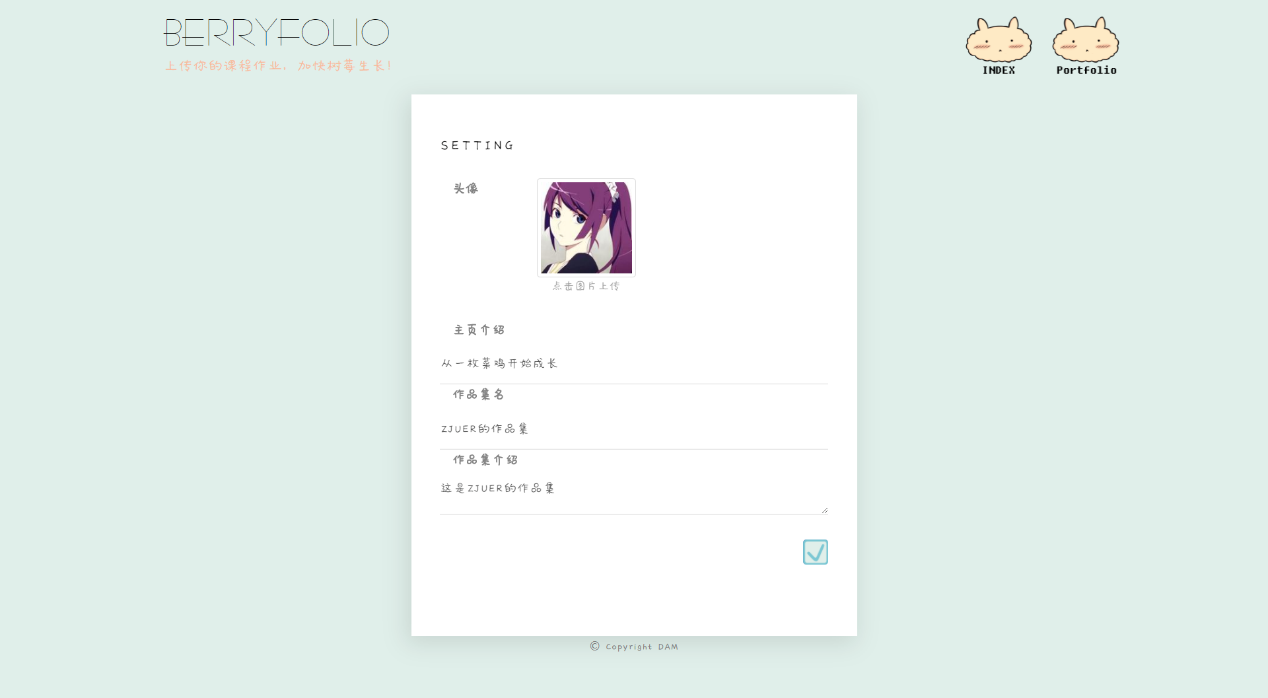 BERRYFOLIO
上传你的课程作业、加快树莓生长!
INDEX
Portfolio
SETTING
头像
点击图片上传
主页介绍
从一枚菜鸡开始成长
作品集名
ZJUER的作品集
作品集介绍
这是ZJUER的作品集
© Copyright DAM